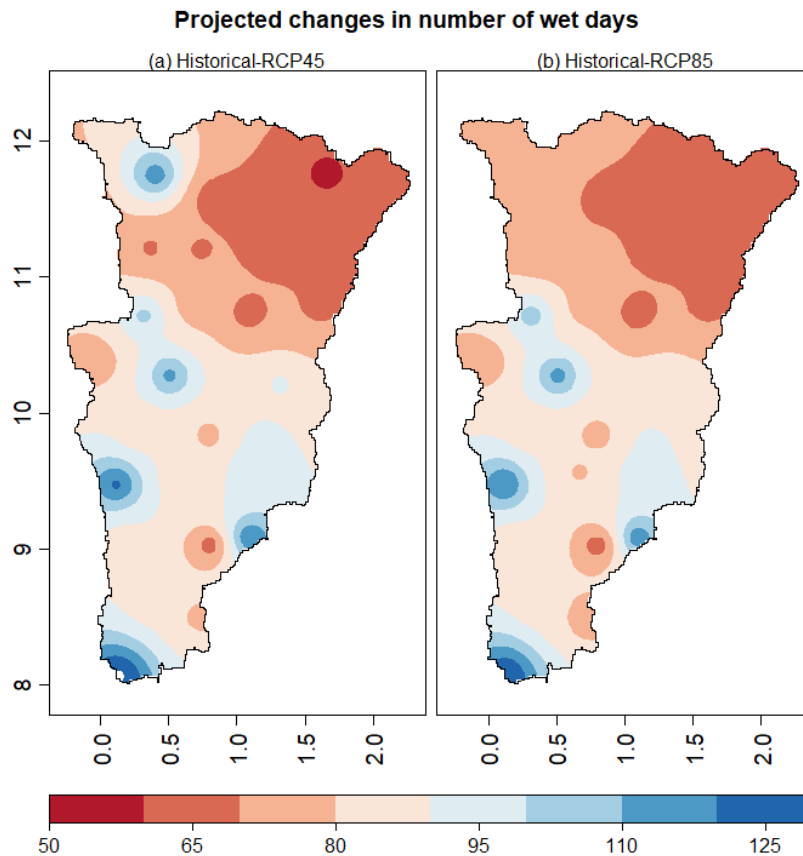 Projected changes in number of wet days
(a) Historical-RCP45
(b) Historical-RCP85
12
11
10
9
8
0.0 0.5 1.0 1.5 2.0
0.0 0.5 1.0 1.5 2.0
50 65 80 95 110 125